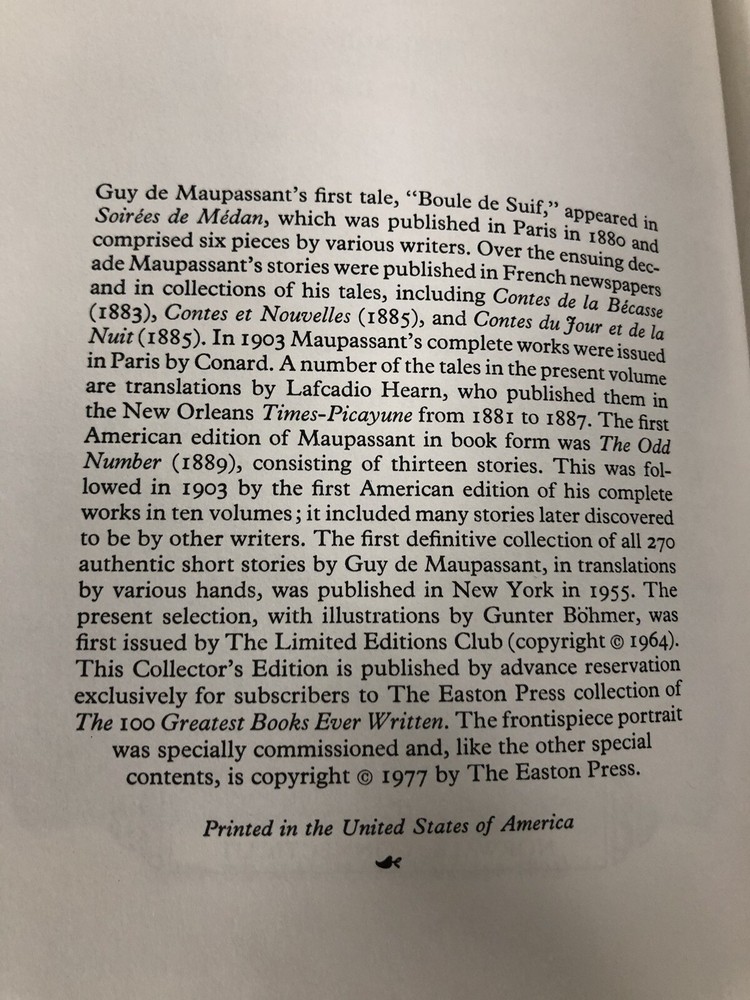 Guy de Maupassant's first tale, "Boule de Suif," appeared in
Soirées de Médan, which was published in Paris in 1880 and
comprised six pieces by various writers. Over the ensuing dec-
ade Maupassant's stories were published in French newspapers
and in collections of his tales, including Contes de la Bécasse
(1883), Contes et Nouvelles (1885), and Contes du Jour et de la
Nuit (1885). In 1903 Maupassant's complete works were issued
in Paris by Conard. A number of the tales in the present volume
are translations by Lafcadio Hearn, who published them in
the New Orleans Times-Picayune from 1881 to 1887. The first
American edition of Maupassant in book form was The Odd
Number (1889), consisting of thirteen stories. This was fol-
lowed in 1903 by the first American edition of his complete
works in ten volumes; it included many stories later discovered
to be by other writers. The first definitive collection of all 270
authentic short stories by Guy de Maupassant, in translations
by various hands, was published in New York in 1955. The
present selection, with illustrations by Gunter Böhmer, was
first issued by The Limited Editions Club (copyright © 1964).
This Collector's Edition is published by advance reservation
exclusively for subscribers to The Easton Press collection of
The 100 Greatest Books Ever Written. The frontispiece portrait
was specially commissioned and, like the other special
contents, is copyright © 1977 by The Easton Press.
Printed in the United States of America